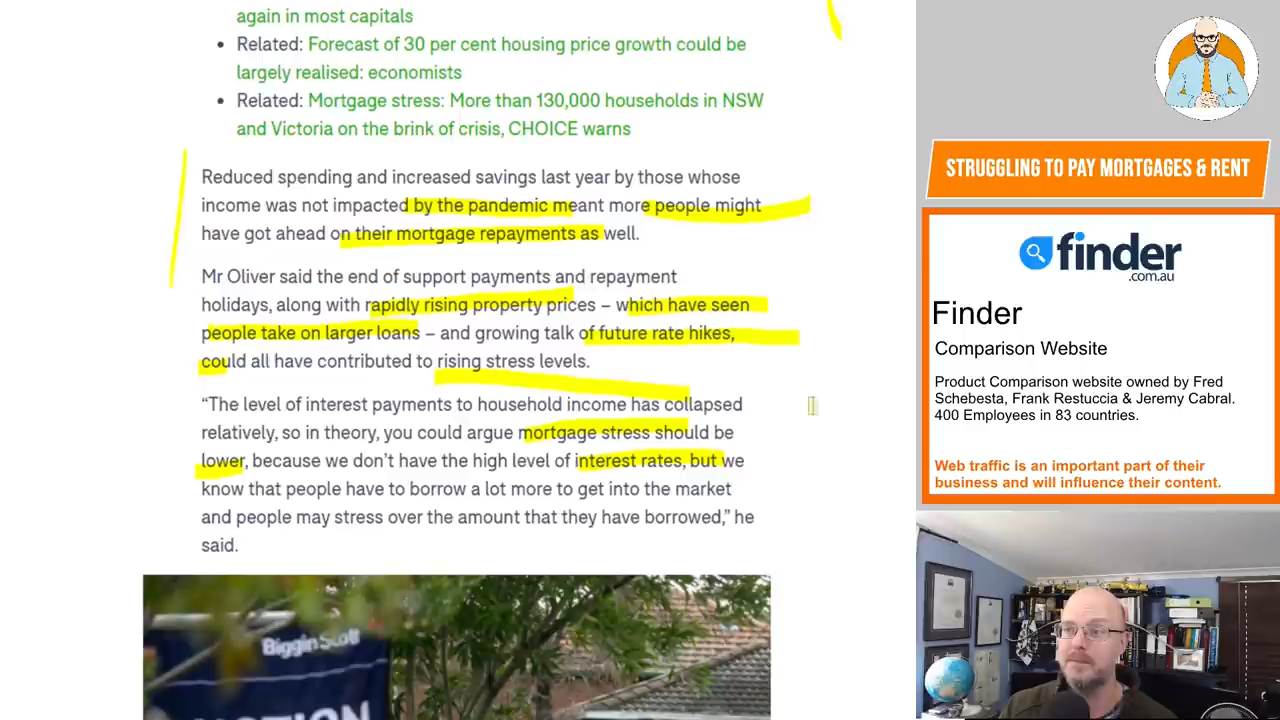 again in most capitals
• Related: Forecast of 30 per cent housing price growth could be
largely realised: economists
• Related: Mortgage stress: More than 130,000 households in NSW
and Victoria on the brink of crisis, CHOICE warns
Reduced spending and increased savings last year by those whose
income was not impacted by the pandemic meant more people might
have got ahead on their mortgage repayments as well.
Mr Oliver said the end of support payments and repayment
holidays, along with rapidly rising property prices – which have seen
people take on larger loans – and growing talk of future rate hikes,
could all have contributed to rising stress levels.
“The level of interest payments to household income has collapsed
relatively, so in theory, you could argue mortgage stress should be
lower, because we don’t have the high level of interest rates, but we
know that people have to borrow a lot more to get into the market
and people may stress over the amount that they have borrowed,” he
said.
Biggin Scott
STRUGGLING TO PAY MORTGAGES & RENT
finder
.com.au
Finder
Comparison Website
Product Comparison website owned by Fred
Schebesta, Frank Restuccia & Jeremy Cabral.
400 Employees in 83 countries.
Web traffic is an important part of their
business and will influence their content.